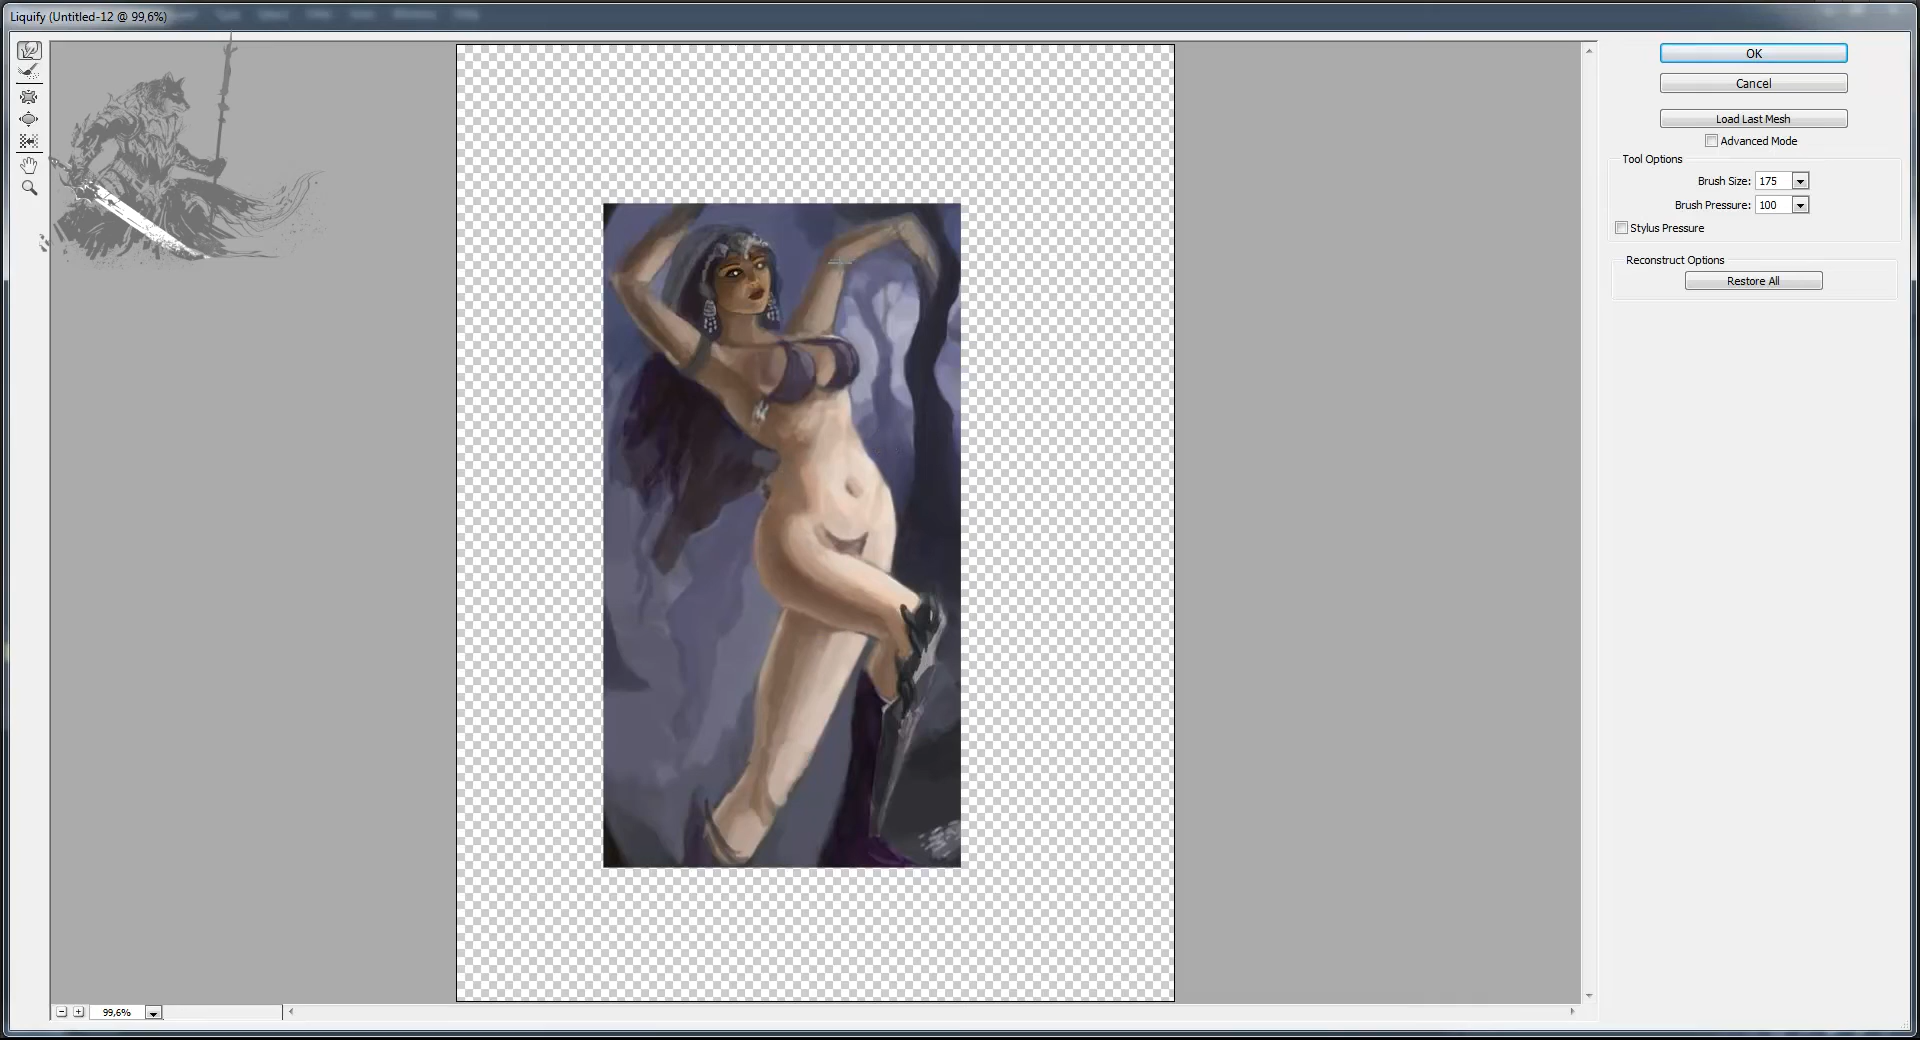 Liquify (Untitled-12 @ 99,6%)
OK
Cancel
Load Last Mesh
Advanced Mode
Tool Options
Brush Size: 175
Brush Pressure: 100
Stylus Pressure
Reconstruct Options
Restore All
99,6%